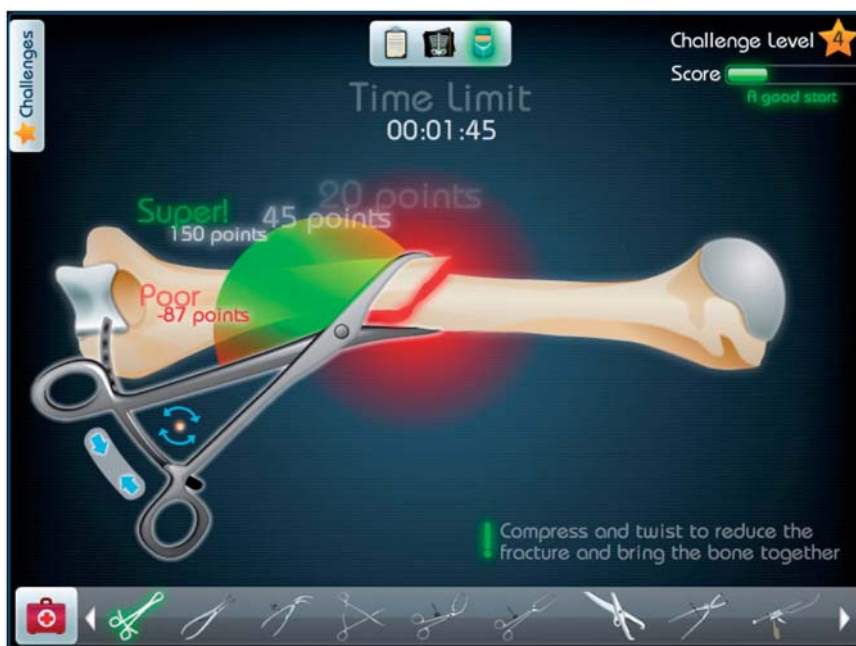 Challenges
Challenge Level 4
Score
A good start
Time Limit
00:01:45
20 points
45 points
Super!
150 points
Poor
-87 points
Compress and twist to reduce the
fracture and bring the bone together